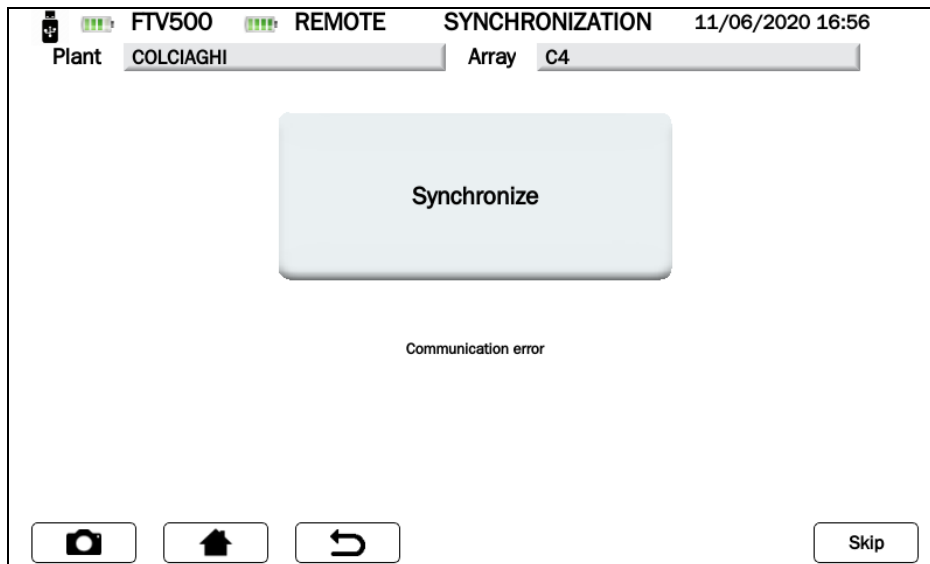 FTV500 REMOTE SYNCHRONIZATION 11/06/2020 16:56
Plant COLCIAGHI Array C4
Synchronize
Communication error
Skip